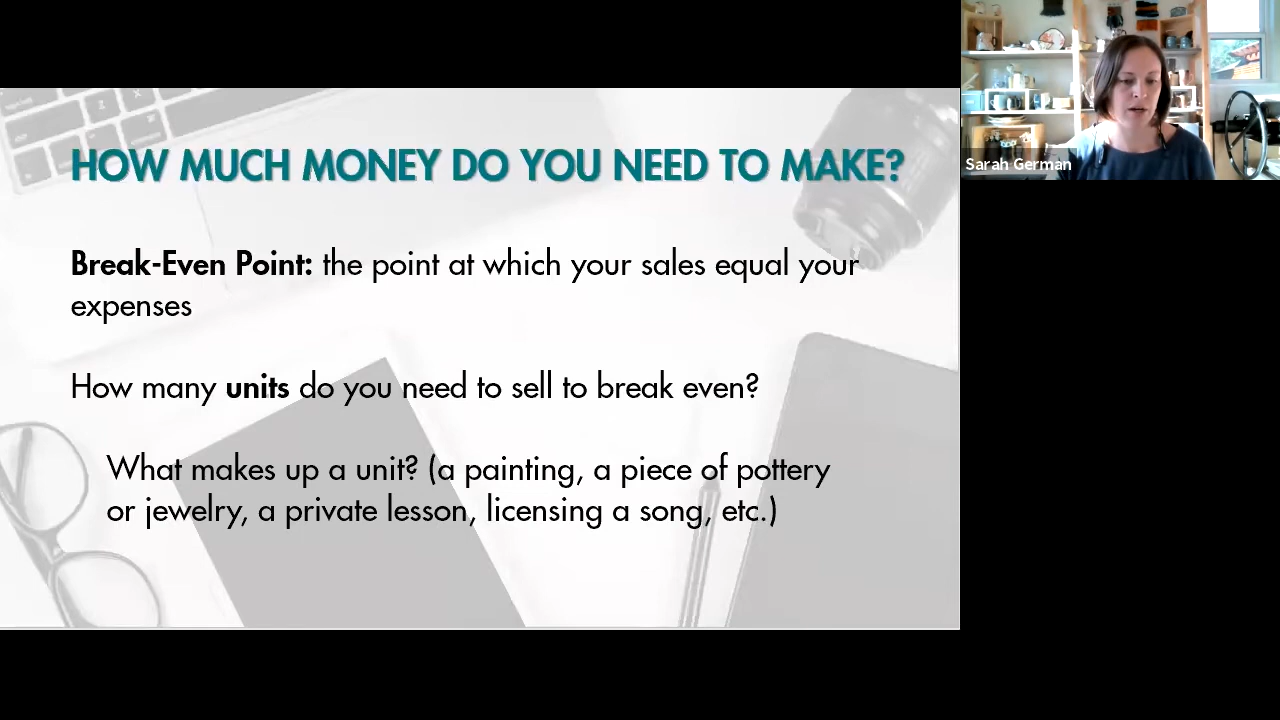 HOW MUCH MONEY DO YOU NEED TO MAKE?
Break-Even Point: the point at which your sales equal your
expenses
How many units do you need to sell to break even?
What makes up a unit? (a painting, a piece of pottery
or jewelry, a private lesson, licensing a song, etc.)
Sarah German